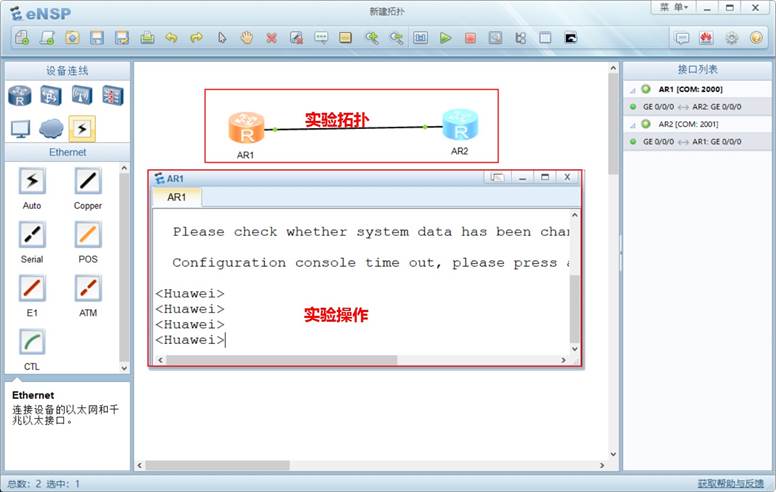 eNSP
新建拓扑
菜 单
设备连线
Ethernet
Auto
Copper
Serial
POS
E1
ATM
CTL
Ethernet
连接设备的以太网和千
兆以太接口。
实验拓扑
R
AR1
R
AR2
AR1
AR1
Please check whether system data has been chan
Configuration console time out, please press a
<Huawei>
<Huawei>
<Huawei>
<Huawei>
实验操作
接口列表
AR1 [COM: 2000]
GE 0/0/0 ↔ AR2: GE 0/0/0
AR2 [COM: 2001]
GE 0/0/0 ↔ AR1: GE 0/0/0
总数：2 选中：1
获取帮助与反馈